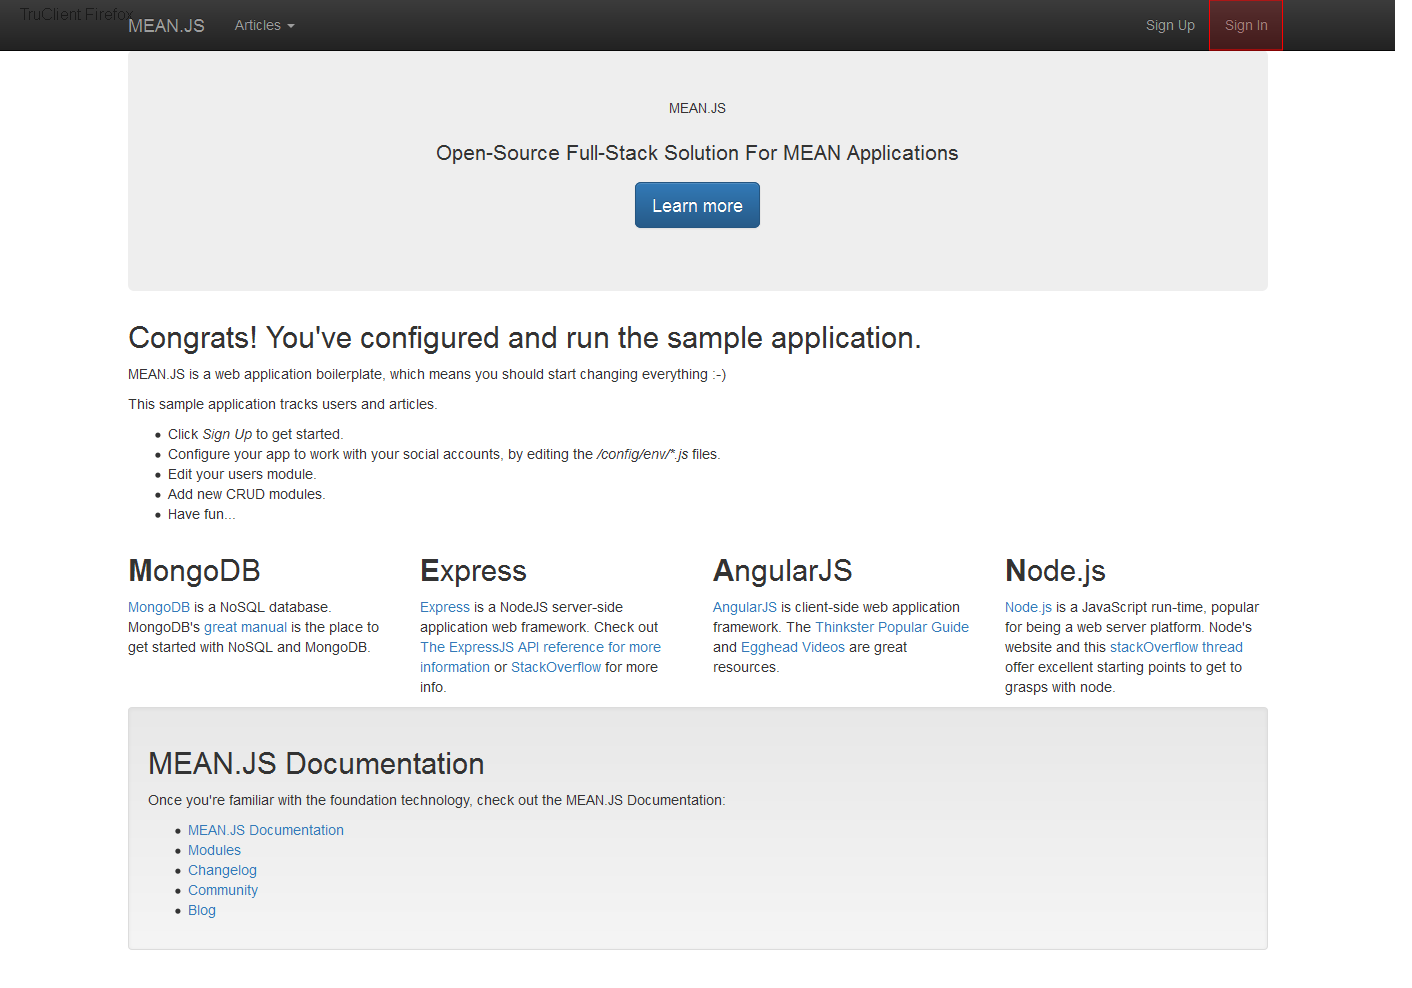 TruClient Firefox
MEAN.JS Articles Sign Up Sign In
MEAN.JS
Open-Source Full-Stack Solution For MEAN Applications
Learn more
Congrats! You've configured and run the sample application.
MEAN.JS is a web application boilerplate, which means you should start changing everything :-)
This sample application tracks users and articles.
Click Sign Up to get started.
Configure your app to work with your social accounts, by editing the /config/env/*.js files.
Edit your users module.
Add new CRUD modules.
Have fun...
MongoDB
MongoDB is a NoSQL database.
MongoDB's great manual is the place to
get started with NoSQL and MongoDB.
Express
Express is a NodeJS server-side
application web framework. Check out
The ExpressJS API reference for more
information or StackOverflow for more
info.
AngularJS
AngularJS is client-side web application
framework. The Thinkster Popular Guide
and Egghead Videos are great
resources.
Node.js
Node.js is a JavaScript run-time, popular
for being a web server platform. Node's
website and this stackOverflow thread
offer excellent starting points to get to
grasps with node.
MEAN.JS Documentation
Once you're familiar with the foundation technology, check out the MEAN.JS Documentation:
MEAN.JS Documentation
Modules
Changelog
Community
Blog